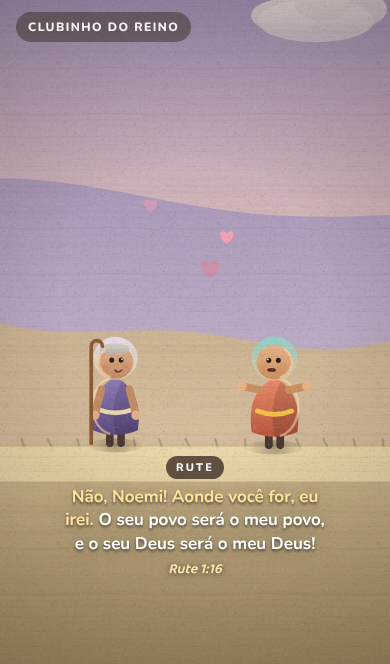 CLUBINHO DO REINO
RUTE
Não, Noemi! Aonde você for, eu
irei. O seu povo será o meu povo,
e o seu Deus será o meu Deus!
Rute 1:16